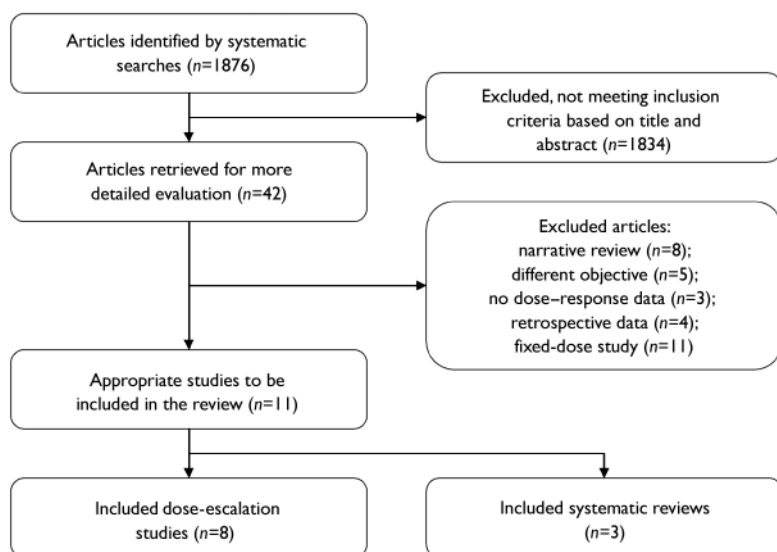 Articles identified by systematic
searches (n=1876)
Excluded, not meeting inclusion
criteria based on title and
abstract (n=1834)
Articles retrieved for more
detailed evaluation (n=42)
Excluded articles:
narrative review (n=8);
different objective (n=5);
no dose–response data (n=3);
retrospective data (n=4);
fixed-dose study (n=11)
Appropriate studies to be
included in the review (n=11)
Included dose-escalation
studies (n=8)
Included systematic reviews
(n=3)